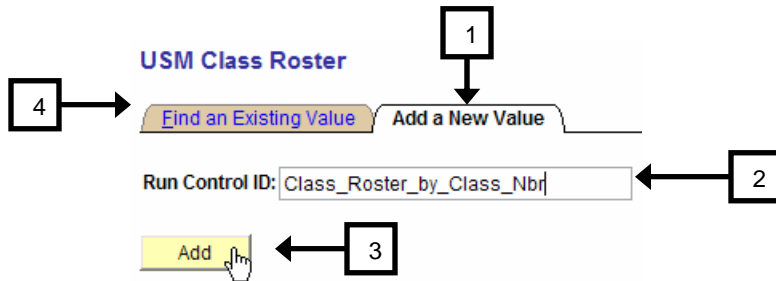 1
USM Class Roster
4
Find an Existing Value Add a New Value
Run Control ID: Class_Roster_by_Class_Nbr
2
Add
3